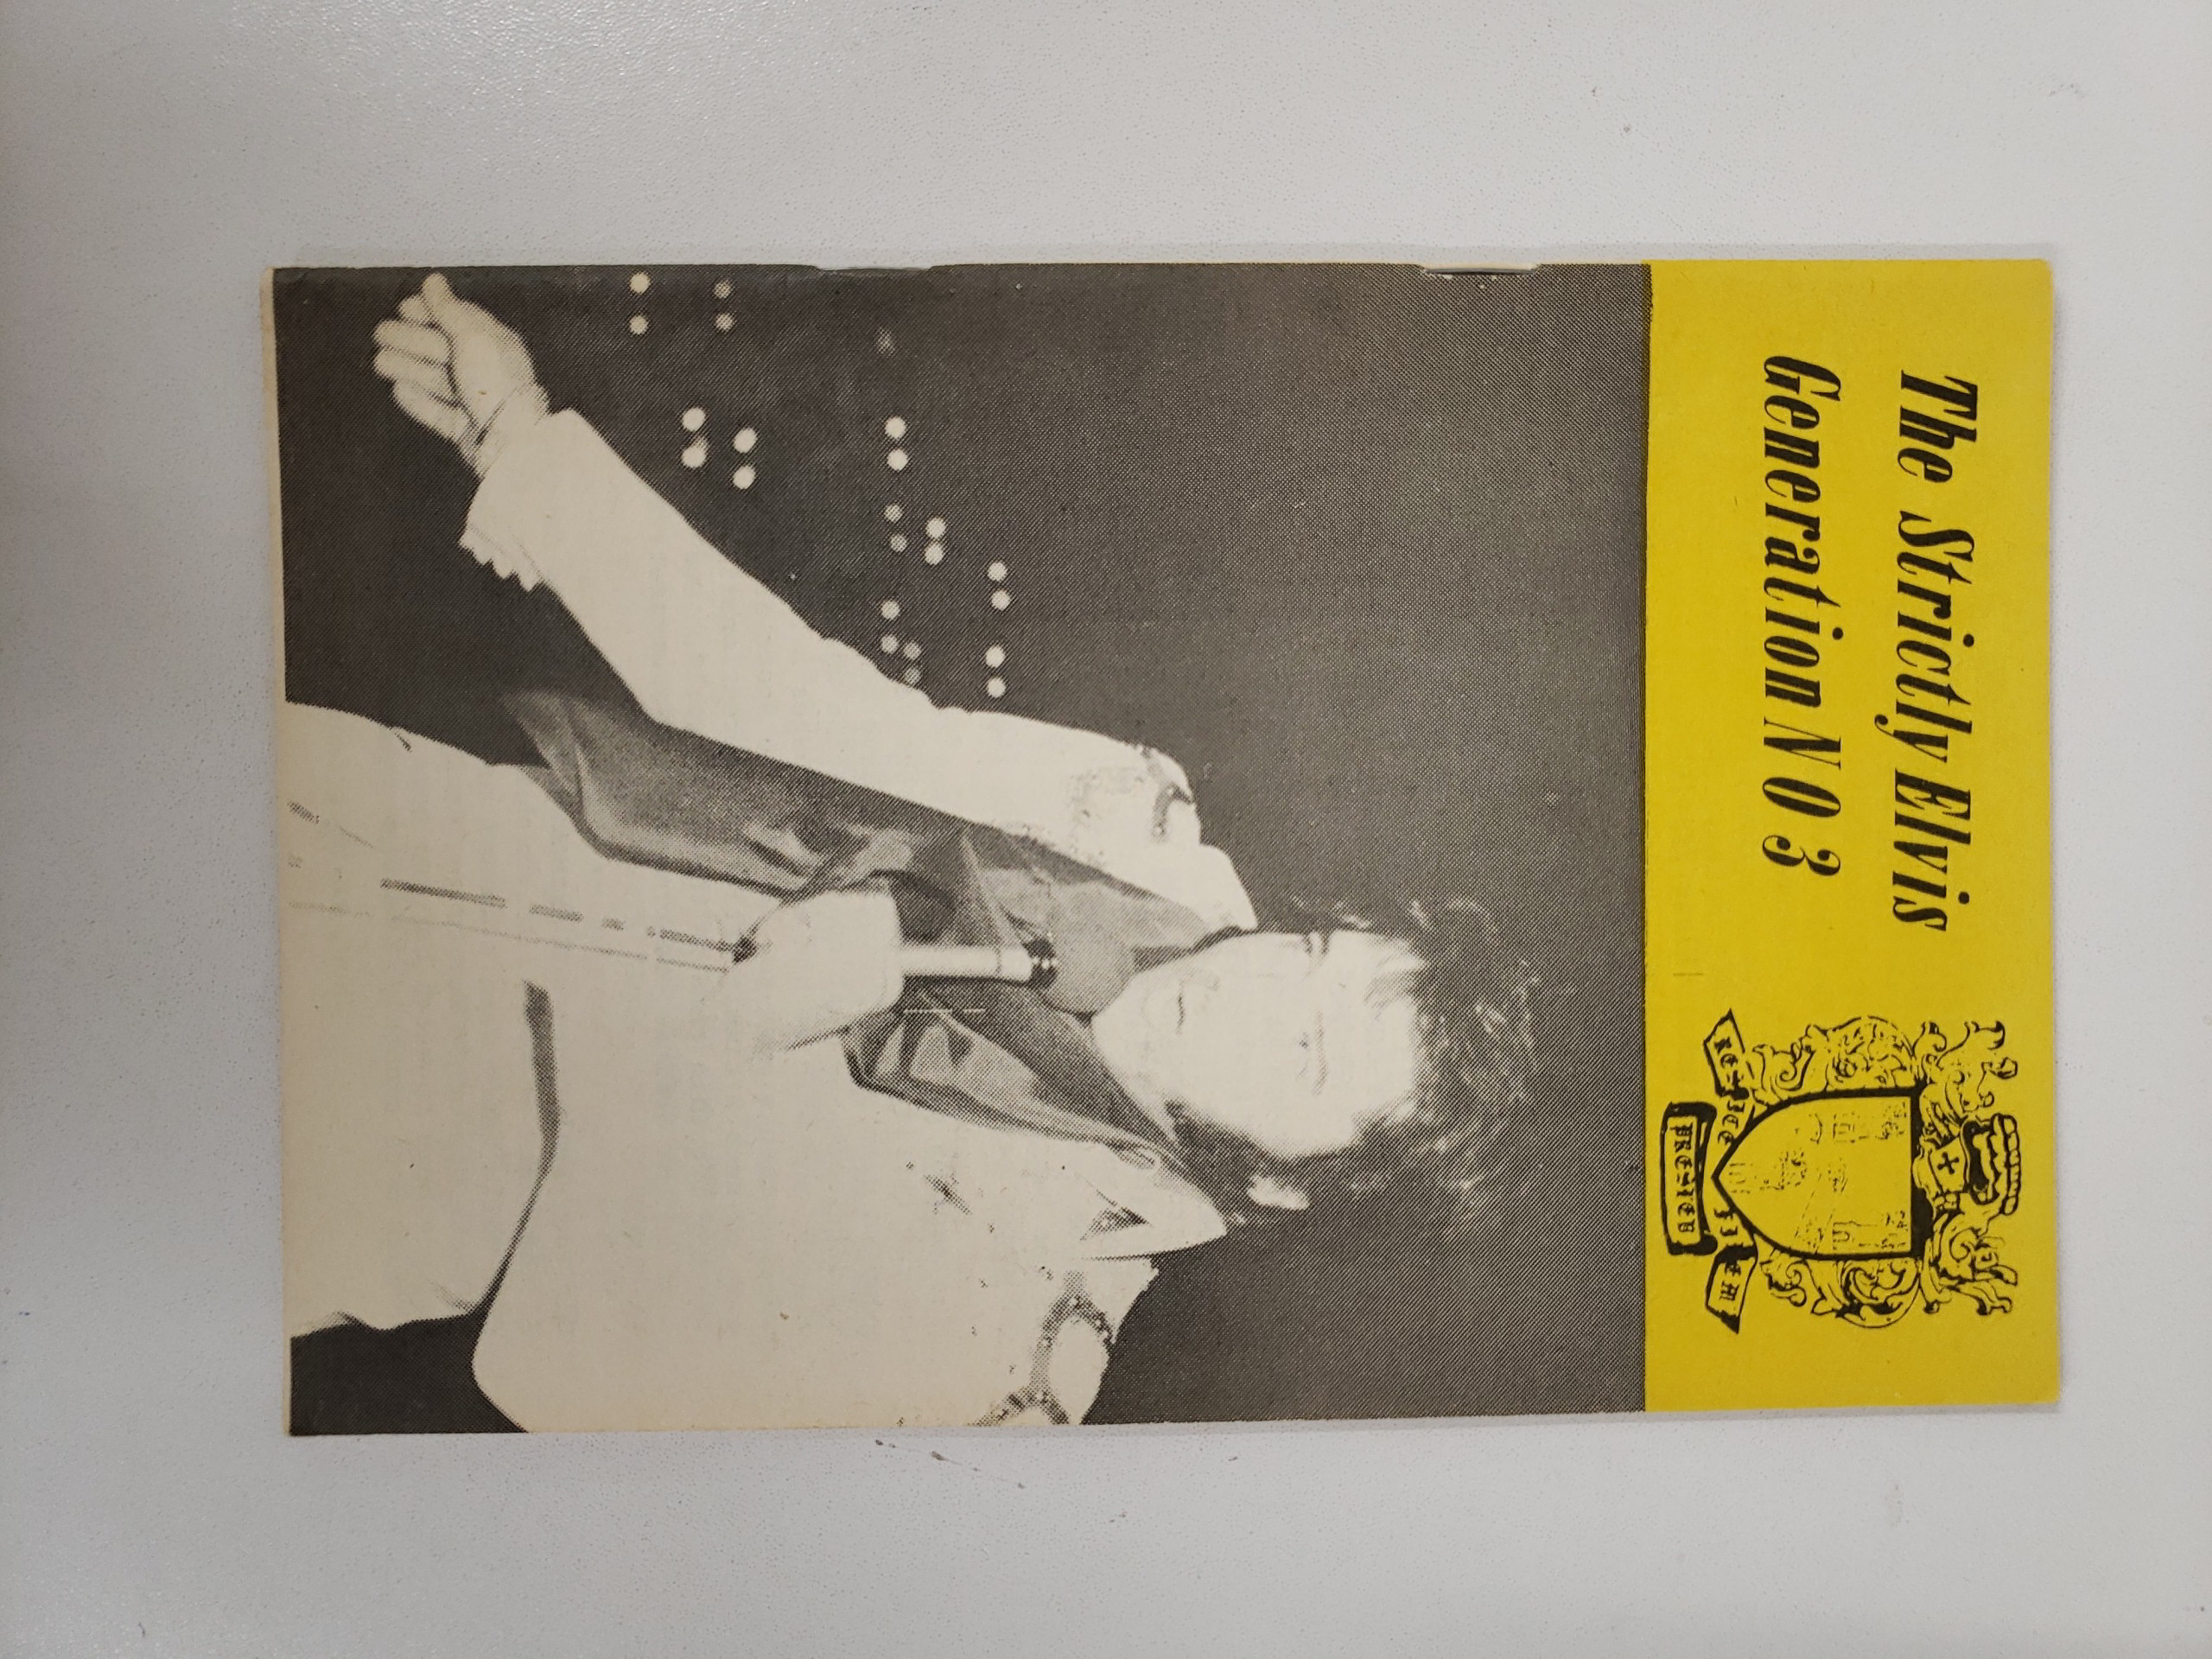 The Strictly Elvis
Generation NO 3